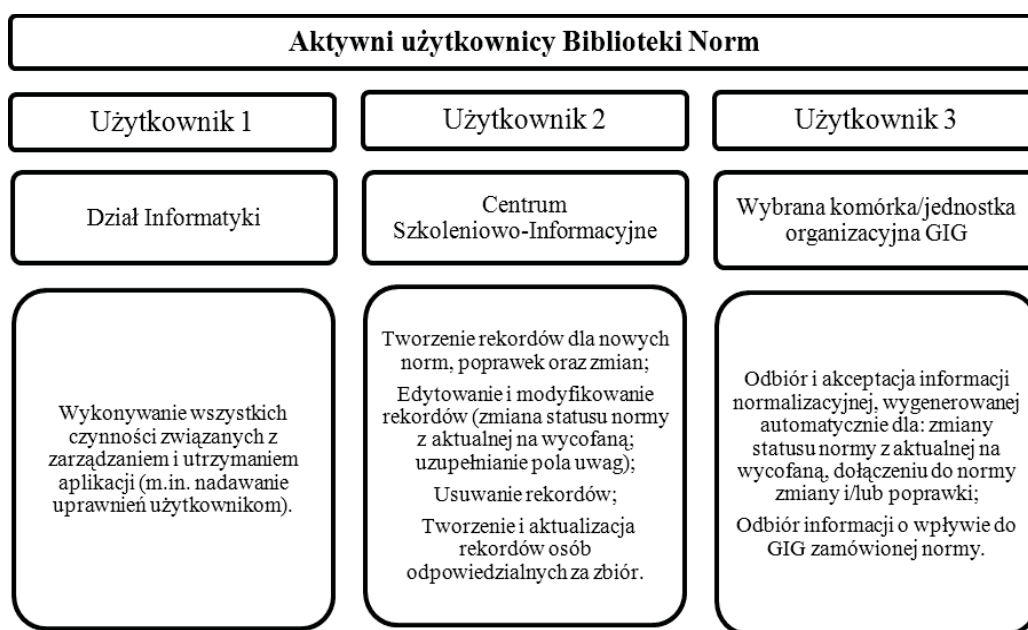 Aktywni użytkownicy Biblioteki Norm
Użytkownik 1
Użytkownik 2
Użytkownik 3
Dział Informatyki
Centrum
Szkoleniowo-Informacyjne
Wybrana komórka/jednostka
organizacyjna GIG
Wykonywanie wszystkich
czynności związanych z
zarządzaniem i utrzymaniem
aplikacji (m.in. nadawanie
uprawnień użytkownikom).
Tworzenie rekordów dla nowych
norm, poprawek oraz zmian;
Edytowanie i modyfikowanie
rekordów (zmiana statusu normy
z aktualnej na wycofaną;
uzupełnianie pola uwag);
Usuwanie rekordów;
Tworzenie i aktualizacja
rekordów osób
odpowiedzialnych za zbiór.
Odbiór i akceptacja informacji
normalizacyjnej, wygenerowanej
automatycznie dla: zmiany
statusu normy z aktualnej na
wycofaną, dołączeniu do normy
zmiany i/lub poprawki;
Odbiór informacji o wpływie do
GIG zamówionej normy.